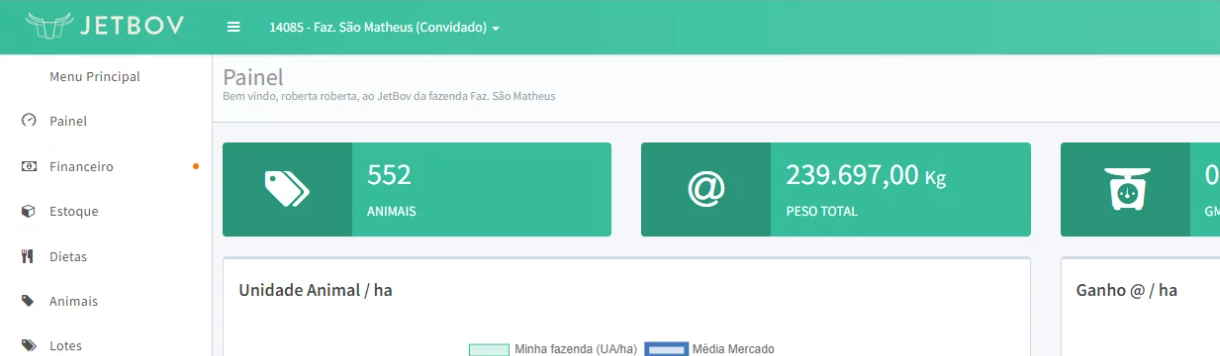 JETBOV
14085 - Faz. São Matheus (Convidado)
Menu Principal
Painel
Financeiro
Estoque
Dietas
Animais
Lotes
Painel
Bem vindo, roberta roberta, ao JetBov da fazenda Faz. São Matheus
552
ANIMAIS
@
239.697,00 Kg
PESO TOTAL
0
GM
Unidade Animal / ha
Minha fazenda (UA/ha) Média Mercado
Ganho @ / ha